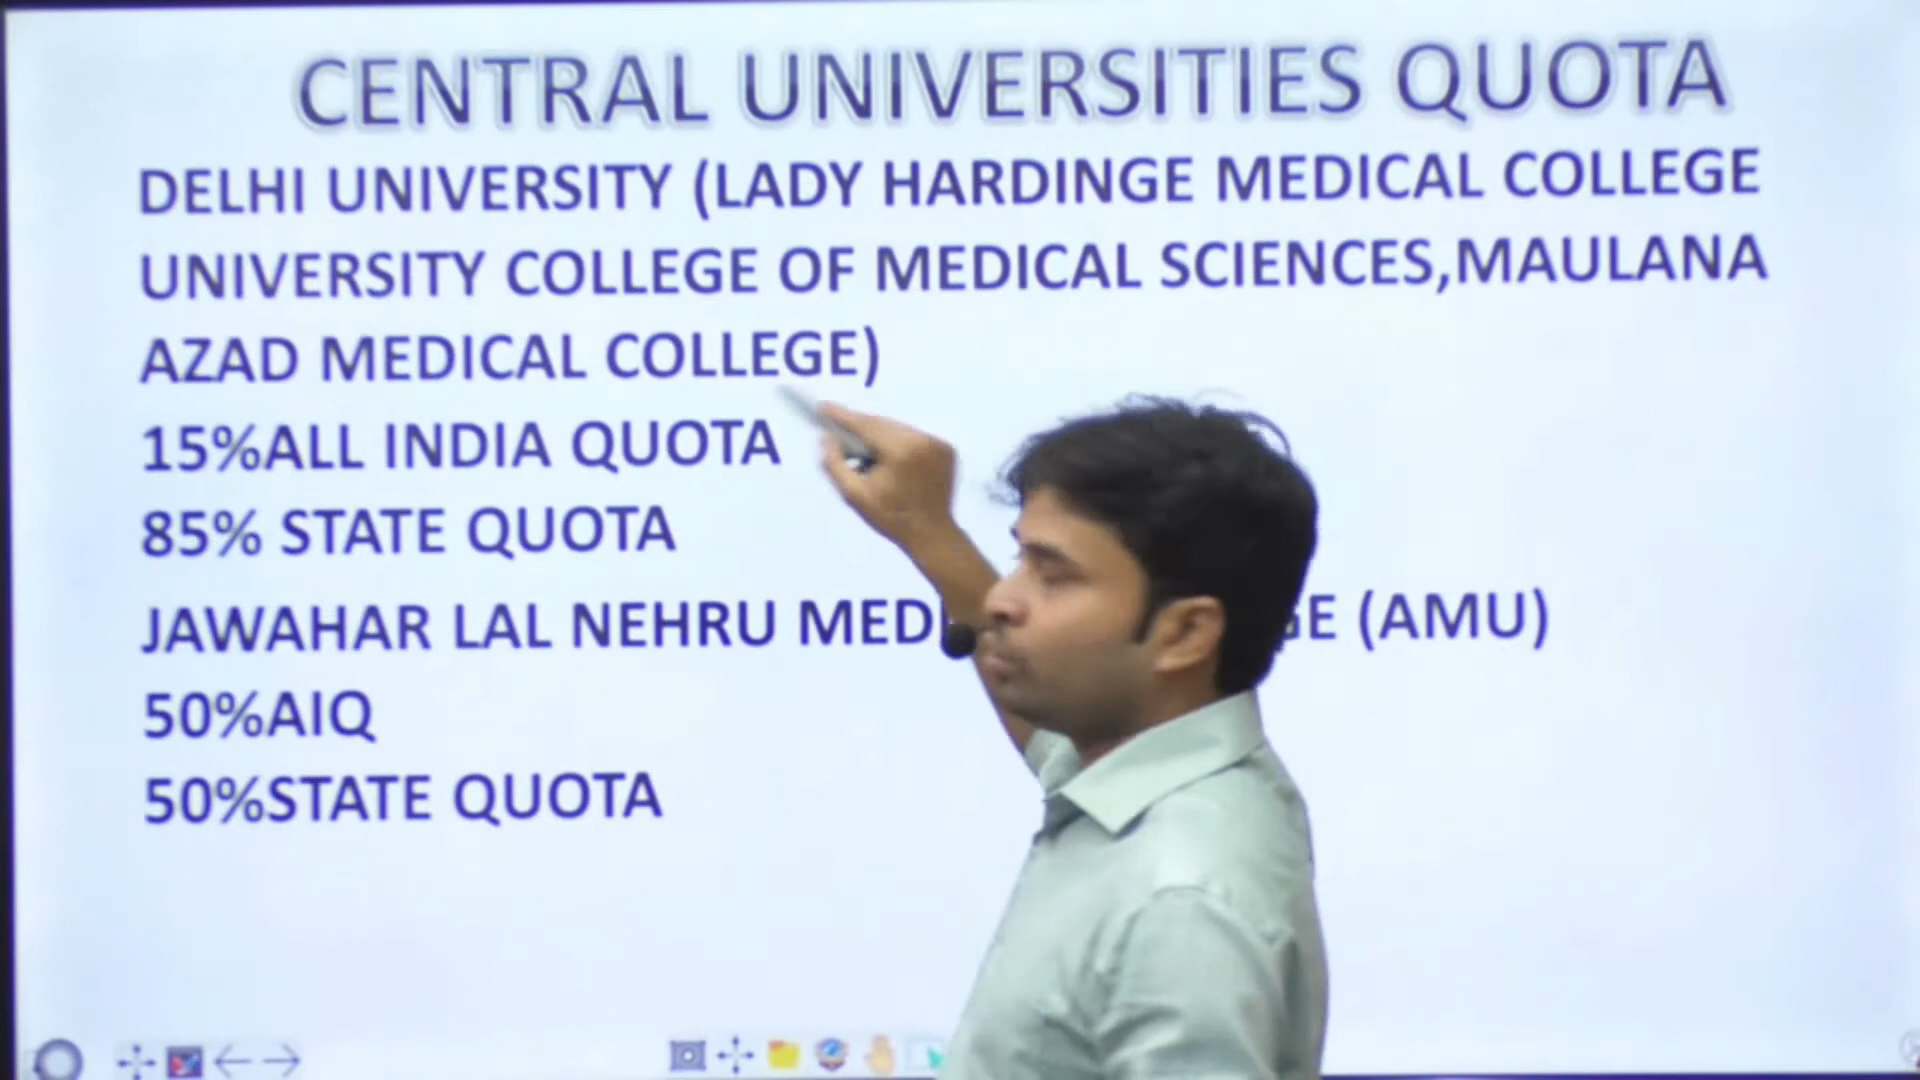 CENTRAL UNIVERSITIES QUOTA
DELHI UNIVERSITY (LADY HARDINGE MEDICAL COLLEGE
UNIVERSITY COLLEGE OF MEDICAL SCIENCES,MAULANA
AZAD MEDICAL COLLEGE)
15%ALL INDIA QUOTA
85% STATE QUOTA
JAWAHAR LAL NEHRU (AMU)
50%AIQ
50%STATE QUOTA